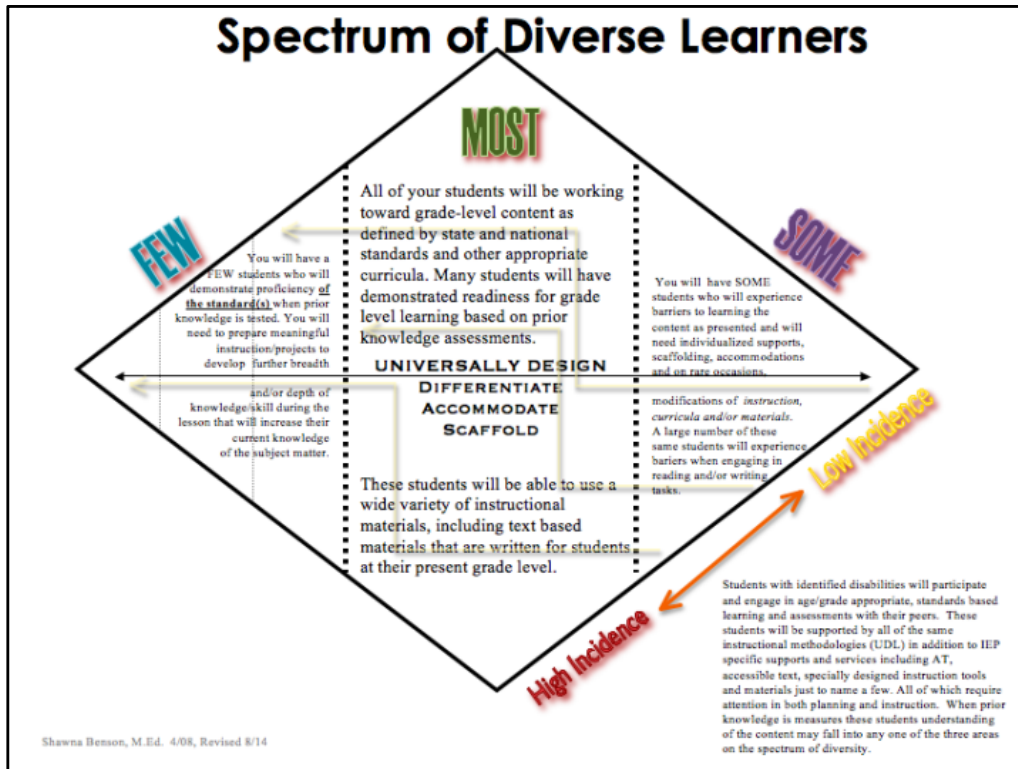 Spectrum of Diverse Learners
MOST
FEW
SOME
All of your students will be working
toward grade-level content as
defined by state and national
standards and other appropriate
curricula. Many students will have
demonstrated readiness for grade
level learning based on prior
knowledge assessments.
UNIVERSALLY DESIGN
DIFFERENTIATE
ACCOMMODATE
SCAFFOLD
These students will be able to use a
wide variety of instructional
materials, including text based
materials that are written for students
at their present grade level.
You will have a
FEW students who will
demonstrate proficiency of
the standard(s) when prior
knowledge is tested. You will
need to prepare meaningful
instruction/projects to
develop further breadth
and/or depth of
knowledge/skill during the
lesson that will increase their
current knowledge
of the subject matter.
You will have SOME
students who will experience
barriers to learning the
content as presented and will
need individualized supports,
scaffolding, accommodations
and on rare occasions,
modifications of instruction,
curricula and/or materials.
A large number of these
same students will experience
bariers when engaging in
reading and/or writing
tasks.
Low Incidence
High Incidence
Students with identified disabilities will participate
and engage in age/grade appropriate, standards based
learning and assessments with their peers. These
students will be supported by all of the same
instructional methodologies (UDL) in addition to IEP
specific supports and services including AT,
accessible text, specially designed instruction tools
and materials just to name a few. All of which require
attention in both planning and instruction. When prior
knowledge is measures these students understanding
of the content may fall into any one of the three areas
on the spectrum of diversity.
Shawna Benson, M.Ed. 4/08, Revised 8/14